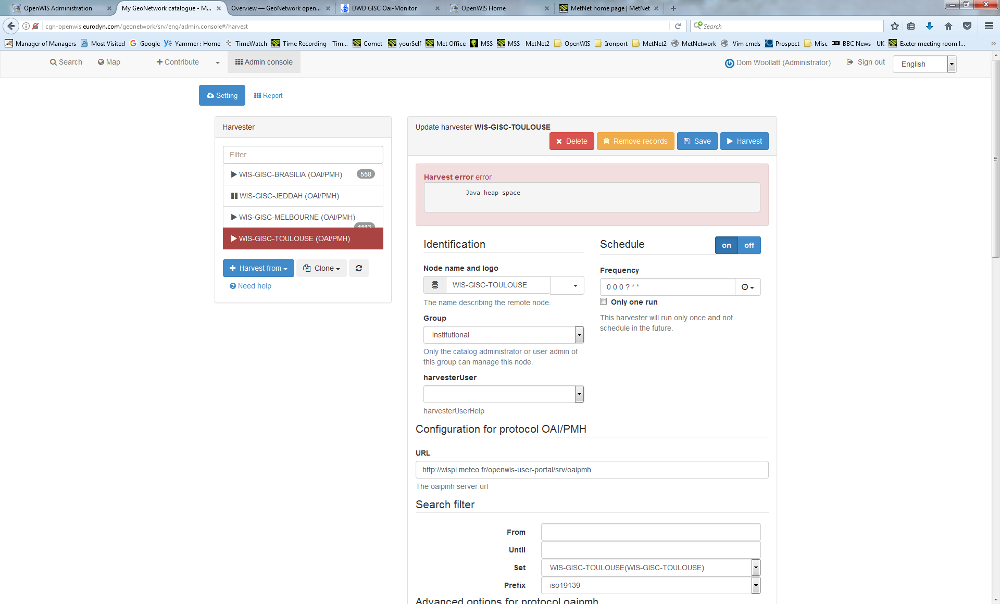 OpenWIS Administration
My GeoNetwork catalogue - M...
Overview — GeoNetwork open...
DWD GISC Oai-Monitor
OpenWIS Home
MetNet home page | MetNet
cgn-openwis.eurodyn.com/geonetwork/srv/eng/admin.console#/harvest
Search
Manager of Managers
Most Visited
Google
Yammer : Home
TimeWatch
Time Recording - Tim...
Comet
yourSelf
Met Office
MSS
MSS - MetNet2
OpenWIS
Ironport
MetNet2
MetNetwork
Vim cmds
Prospect
Misc
BBC News - UK
Exeter meeting room l...
Search
Map
Contribute
Admin console
Dom Woollatt (Administrator)
Sign out
English
Setting
Report
Harvester
Filter
WIS-GISC-BRASILIA (OAI/PMH) 558
WIS-GISC-JEDDAH (OAI/PMH)
WIS-GISC-MELBOURNE (OAI/PMH)
1113
WIS-GISC-TOULOUSE (OAI/PMH)
Harvest from
Clone
Need help
Update harvester WIS-GISC-TOULOUSE
Delete
Remove records
Save
Harvest
Harvest error error
Java heap space
Identification
Node name and logo
WIS-GISC-TOULOUSE
The name describing the remote node.
Group
Institutional
Only the catalog administrator or user admin of
this group can manage this node.
harvesterUser
harvesterUserHelp
Schedule
on off
Frequency
0 0 0 ? * *
Only one run
This harvester will run only once and not
schedule in the future.
Configuration for protocol OAI/PMH
URL
http://wispi.meteo.fr/openwis-user-portal/srv/oaipmh
The oaipmh server url
Search filter
From
Until
Set WIS-GISC-TOULOUSE(WIS-GISC-TOULOUSE)
Prefix iso19139
Advanced options for protocol oaipmh